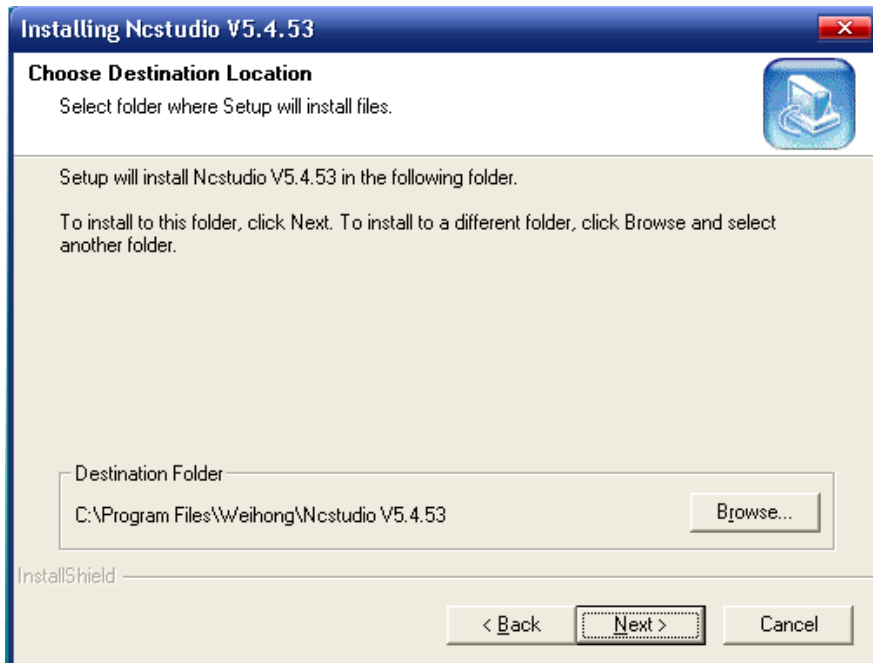 Installing Ncstudio V5.4.53
Choose Destination Location
Select folder where Setup will install files.
Setup will install Ncstudio V5.4.53 in the following folder.
To install to this folder, click Next. To install to a different folder, click Browse and select
another folder.
Destination Folder
C:\Program Files\Weihong\Ncstudio V5.4.53
Browse...
InstallShield
< Back
Next >
Cancel